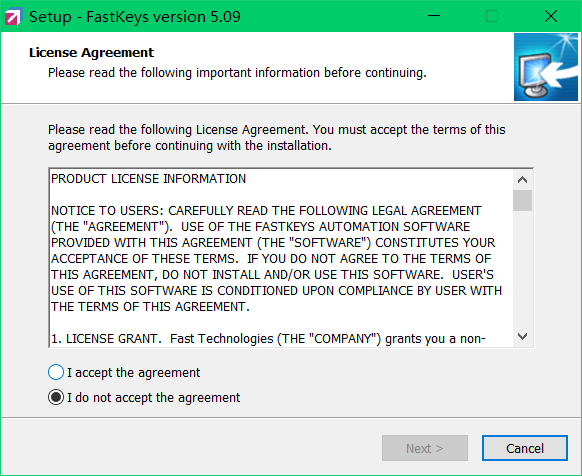 Setup - FastKeys version 5.09
License Agreement
Please read the following important information before continuing.
Please read the following License Agreement. You must accept the terms of this
agreement before continuing with the installation.
PRODUCT LICENSE INFORMATION
NOTICE TO USERS: CAREFULLY READ THE FOLLOWING LEGAL AGREEMENT
(THE "AGREEMENT").  USE OF THE FASTKEYS AUTOMATION SOFTWARE
PROVIDED WITH THIS AGREEMENT (THE "SOFTWARE") CONSTITUTES YOUR
ACCEPTANCE OF THESE TERMS.  IF YOU DO NOT AGREE TO THE TERMS OF
THIS AGREEMENT, DO NOT INSTALL AND/OR USE THIS SOFTWARE.  USER'S
USE OF THIS SOFTWARE IS CONDITIONED UPON COMPLIANCE BY USER WITH
THE TERMS OF THIS AGREEMENT.
1. LICENSE GRANT.  Fast Technologies (THE "COMPANY") grants you a non-
I accept the agreement
I do not accept the agreement
Next >
Cancel